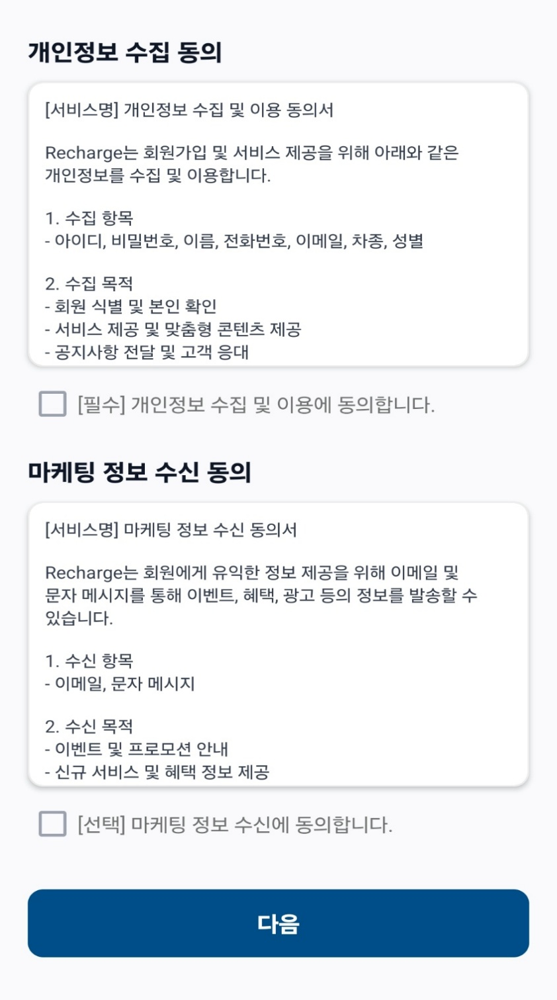 개인정보 수집 동의
[서비스명] 개인정보 수집 및 이용 동의서
Recharge는 회원가입 및 서비스 제공을 위해 아래와 같은
개인정보를 수집 및 이용합니다.
1. 수집 항목
- 아이디, 비밀번호, 이름, 전화번호, 이메일, 차종, 성별
2. 수집 목적
- 회원 식별 및 본인 확인
- 서비스 제공 및 맞춤형 콘텐츠 제공
- 공지사항 전달 및 고객 응대
[필수] 개인정보 수집 및 이용에 동의합니다.
마케팅 정보 수신 동의
[서비스명] 마케팅 정보 수신 동의서
Recharge는 회원에게 유익한 정보 제공을 위해 이메일 및
문자 메시지를 통해 이벤트, 혜택, 광고 등의 정보를 발송할 수
있습니다.
1. 수신 항목
- 이메일, 문자 메시지
2. 수신 목적
- 이벤트 및 프로모션 안내
- 신규 서비스 및 혜택 정보 제공
[선택] 마케팅 정보 수신에 동의합니다.
다음